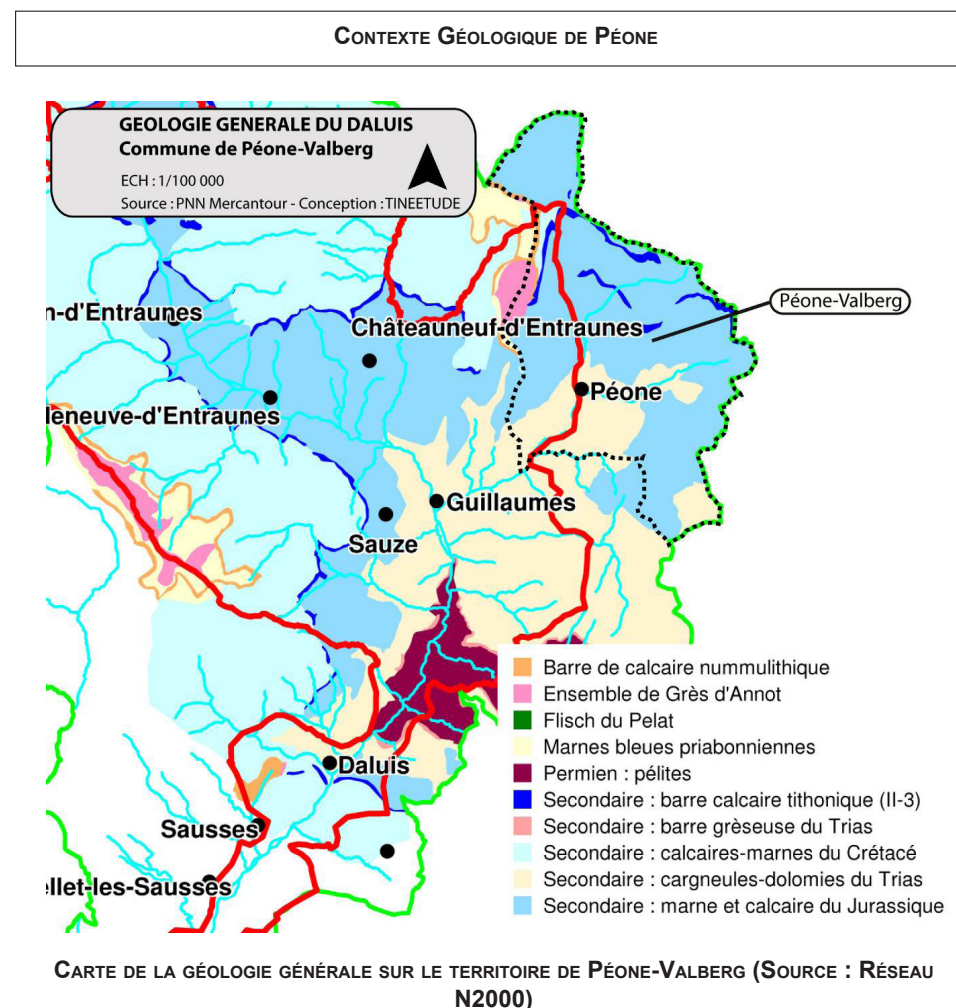 CONTEXTE GÉOLOGIQUE DE PÉONE
GEOLOGIE GENERALE DU DALUIS
Commune de Péone-Valberg
ECH : 1/100 000
Source : PNN Mercantour - Conception : TINEETUDE
n-d'Entraunes
Châteauneuf-d'Entraunes
Péone-Valberg
leneuve-d'Entraunes
Péone
Guillaumes
Sauze
Daluis
Sausses
ellet-les-Sausses
Barre de calcaire nummulithique
Ensemble de Grès d'Annot
Flisch du Pelat
Marnes bleues priabonniennes
Permien : pélites
Secondaire : barre calcaire tithonique (II-3)
Secondaire : barre grèseuse du Trias
Secondaire : calcaires-marnes du Crétacé
Secondaire : cargneules-dolomies du Trias
Secondaire : marne et calcaire du Jurassique
CARTE DE LA GÉOLOGIE GÉNÉRALE SUR LE TERRITOIRE DE PÉONE-VALBERG (SOURCE : RÉSEAU
N2000)